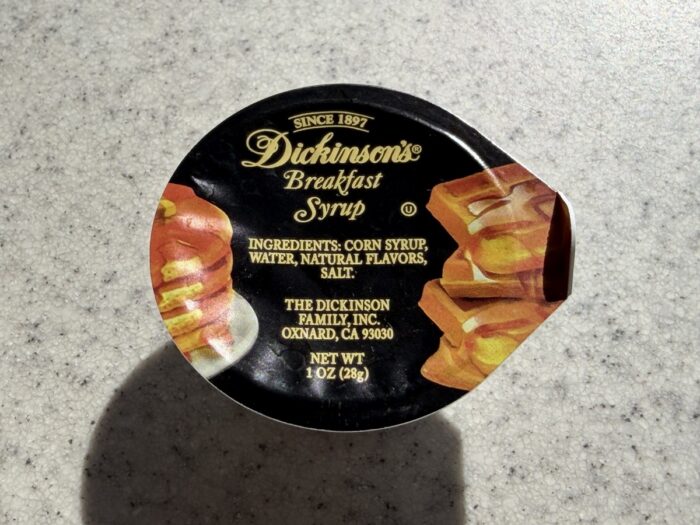 SINCE 1897
Dickinson's®
Breakfast
Syrup
U
INGREDIENTS: CORN SYRUP,
WATER, NATURAL FLAVORS,
SALT.
THE DICKINSON
FAMILY, INC.
OXNARD, CA 93030
NET WT
1 OZ (28g)